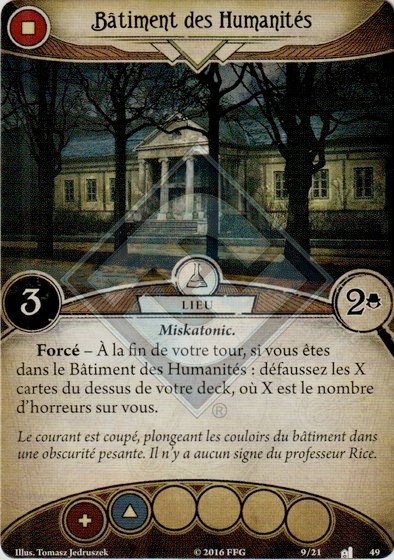 Bâtiment des Humanités
3
2
LIEU
Miskatonic.
Forcé – À la fin de votre tour, si vous êtes
dans le Bâtiment des Humanités : défaussez les X
cartes du dessus de votre deck, où X est le nombre
d'horreurs sur vous.
®
Le courant est coupé, plongeant les couloirs du bâtiment dans
une obscurité pesante. Il n'y a aucun signe du professeur Rice.
Illus. Tomasz Jedruszek © 2016 FFG 9/21 49